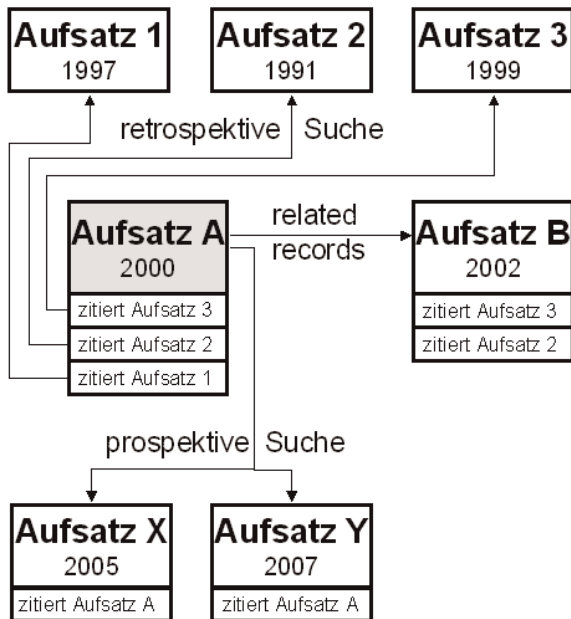 Aufsatz 1
1997
Aufsatz 2
1991
Aufsatz 3
1999
retrospektive Suche
Aufsatz A
2000
zitiert Aufsatz 3
zitiert Aufsatz 2
zitiert Aufsatz 1
related
records
Aufsatz B
2002
zitiert Aufsatz 3
zitiert Aufsatz 2
prospektive Suche
Aufsatz X
2005
zitiert Aufsatz A
Aufsatz Y
2007
zitiert Aufsatz A